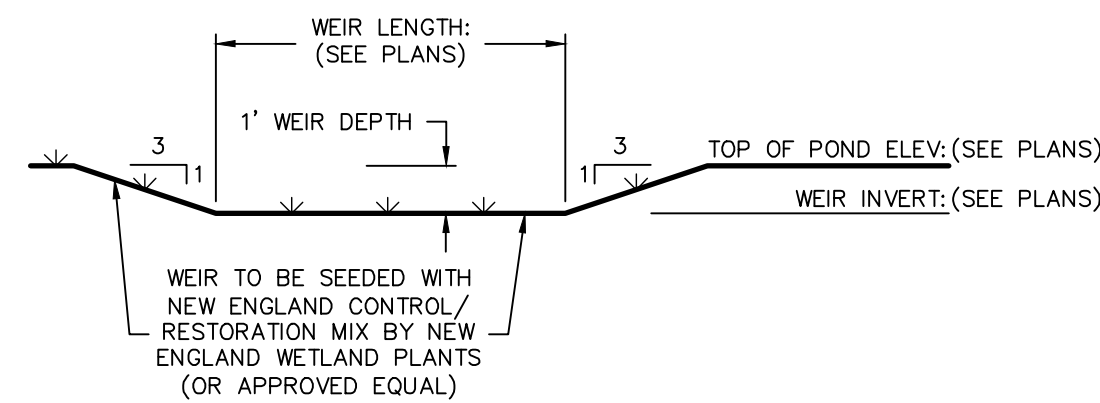 WEIR LENGTH:
(SEE PLANS)
1' WEIR DEPTH
3
1
3
1
TOP OF POND ELEV: (SEE PLANS)
WEIR INVERT: (SEE PLANS)
WEIR TO BE SEEDED WITH
NEW ENGLAND CONTROL/
RESTORATION MIX BY NEW
ENGLAND WETLAND PLANTS
(OR APPROVED EQUAL)